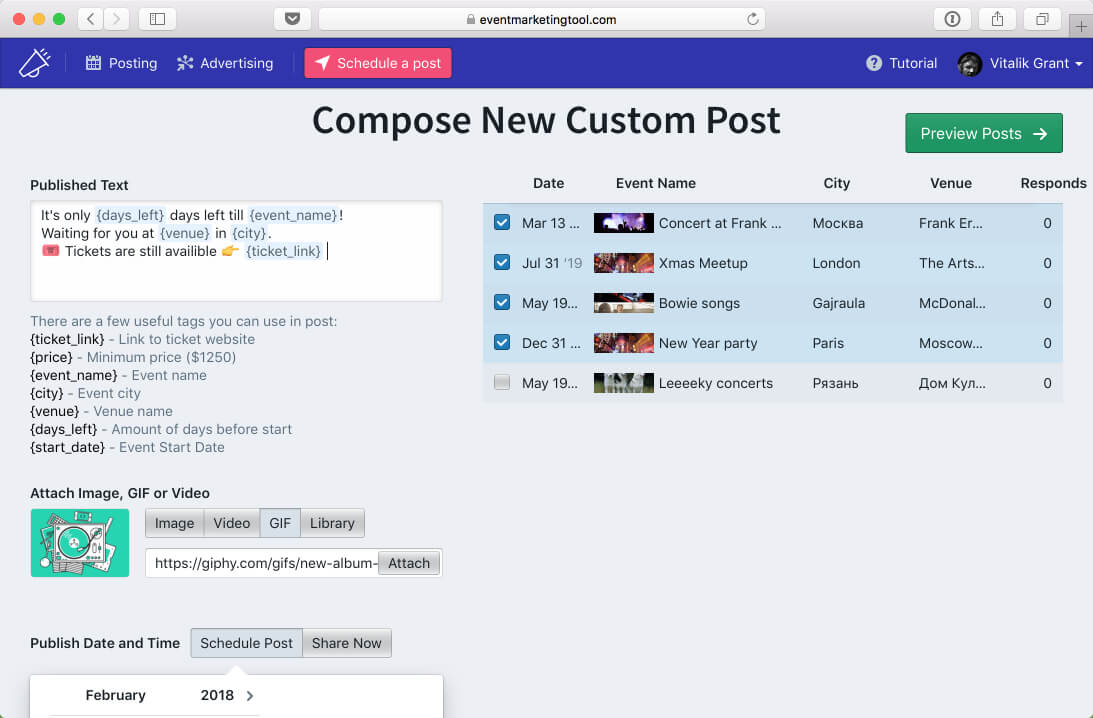 eventmarketingtool.com
Posting
Advertising
Schedule a post
Tutorial
Vitalik Grant
Compose New Custom Post
Preview Posts →
Published Text
It's only {days_left} days left till {event_name}!
Waiting for you at {venue} in {city}.
🎟 Tickets are still availible 👉 {ticket_link}
There are a few useful tags you can use in post:
{ticket_link} - Link to ticket website
{price} - Minimum price ($1250)
{event_name} - Event name
{city} - Event city
{venue} - Venue name
{days_left} - Amount of days before start
{start_date} - Event Start Date
Attach Image, GIF or Video
Image Video GIF Library
https://giphy.com/gifs/new-album- Attach
Publish Date and Time Schedule Post Share Now
February 2018
Date Event Name City Venue Responds
Mar 13 ... Concert at Frank ... Москва Frank Er... 0
Jul 31 '19 Xmas Meetup London The Arts... 0
May 19... Bowie songs Gajraula McDonal... 0
Dec 31 ... New Year party Paris Moscow... 0
May 19... Leeeeky concerts Рязань Дом Кул... 0